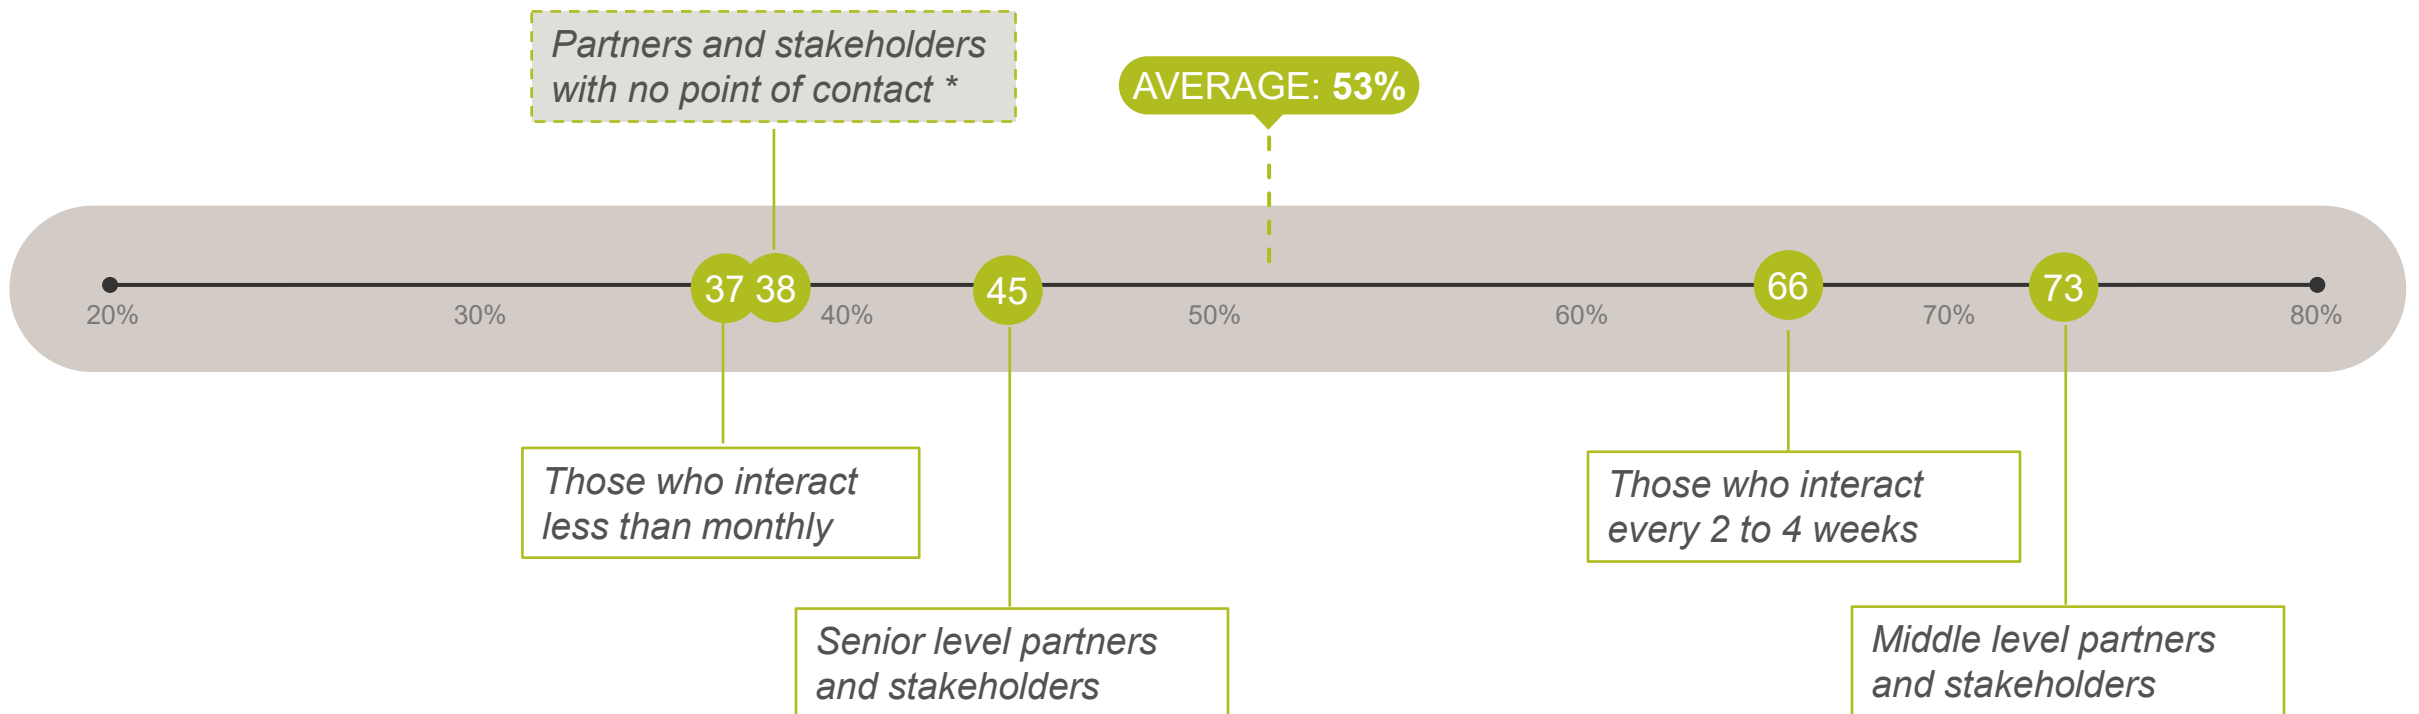 Partners and stakeholders
with no point of contact *
AVERAGE: 53%
37 38 45 66 73
20% 30% 40% 50% 60% 70% 80%
Those who interact
less than monthly
Those who interact
every 2 to 4 weeks
Senior level partners
and stakeholders
Middle level partners
and stakeholders